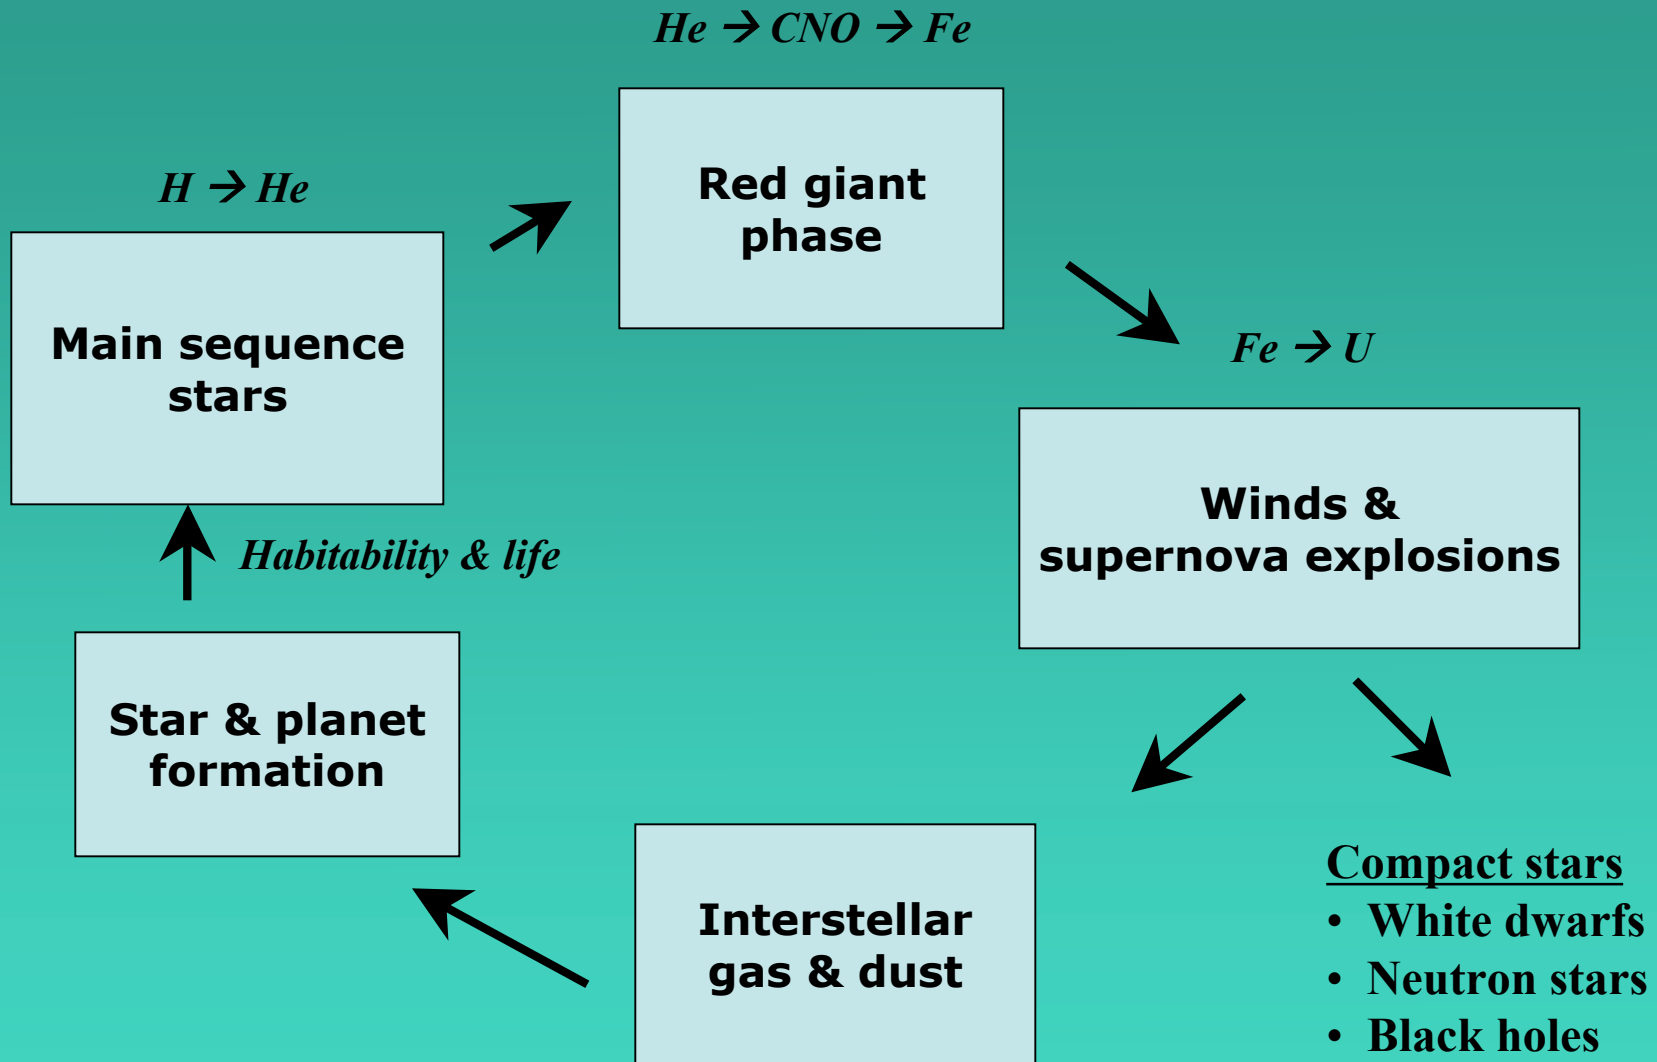 He → CNO → Fe
Red giant
phase
H → He
Main sequence
stars
Fe → U
Winds &
supernova explosions
Habitability & life
Star & planet
formation
Interstellar
gas & dust
Compact stars
• White dwarfs
• Neutron stars
• Black holes